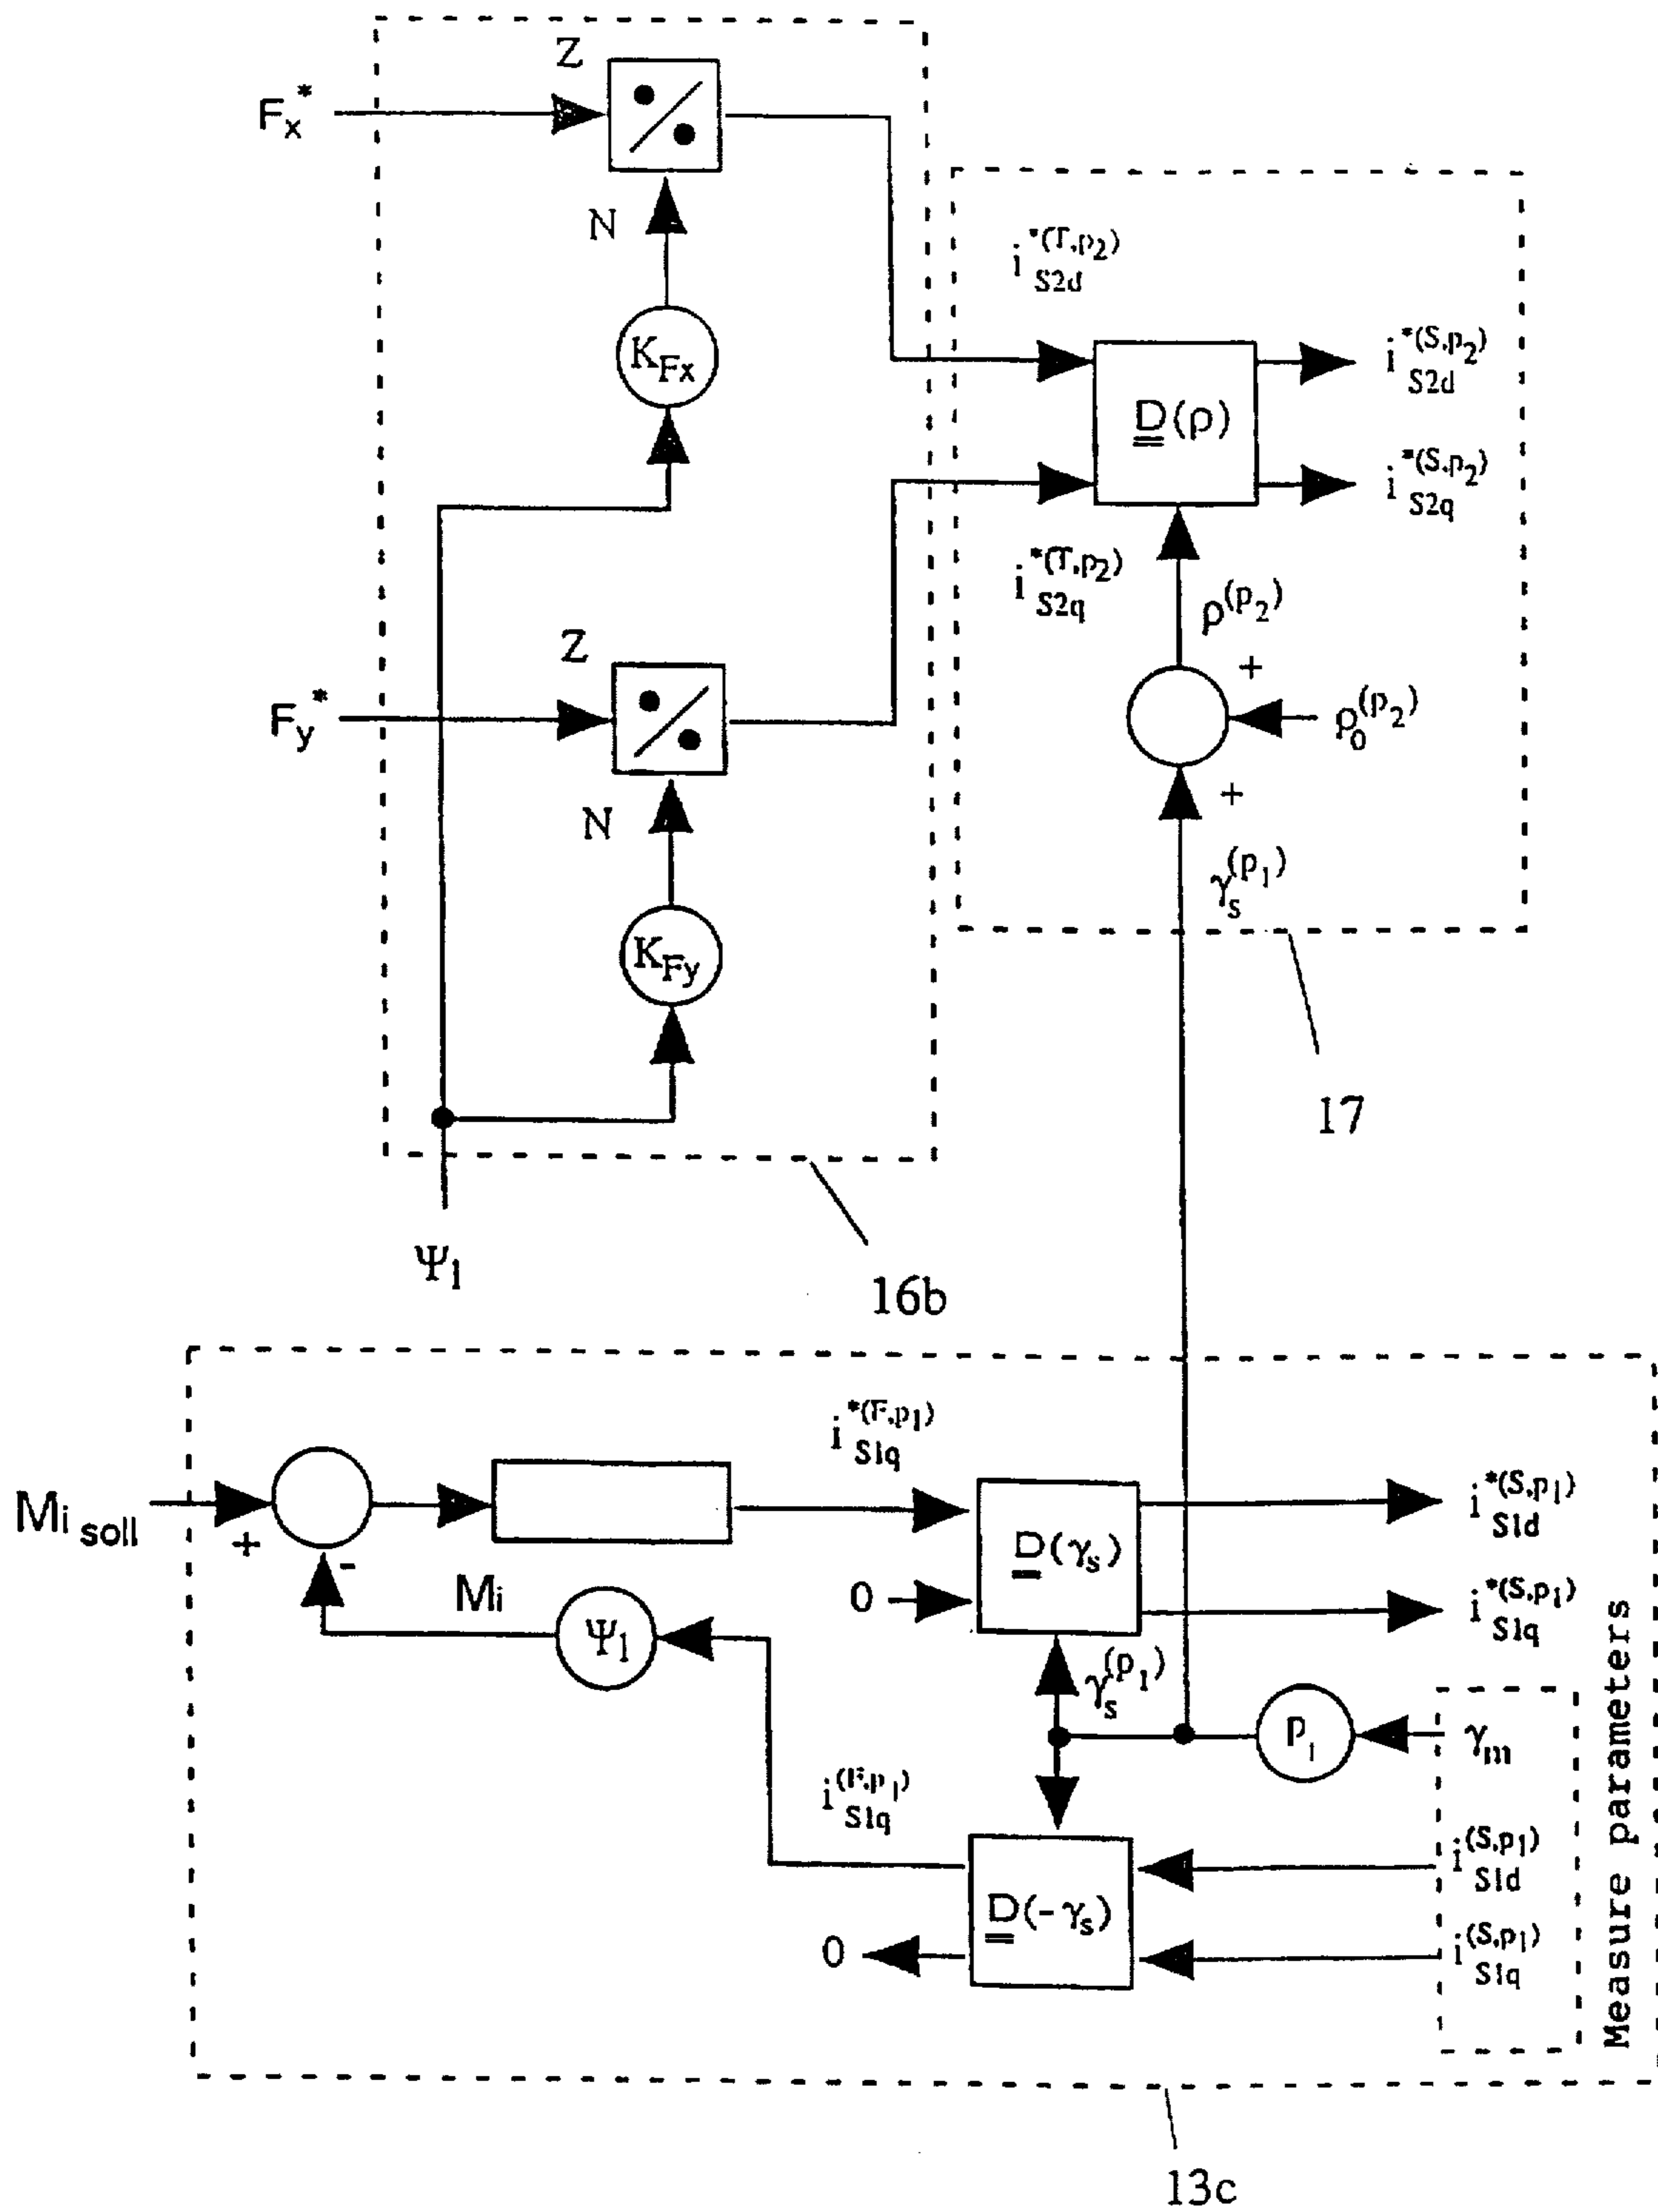 Z
Fx*
N
KFx
i*(T,p2)S2d
i*(S,p2)S2d
D(ρ)
i*(S,p2)S2q
i*(T,p2)S2q
ρ(p2)
+
ρ0(p2)
+
γs(p1)
Z
Fy*
N
KFy
17
Ψ1
16b
i*(F,p1)S1q
Mi soll
+
-
Mi
Ψ1
0
D(γs)
i*(S,p1)S1d
i*(S,p1)S1q
γs(p1)
P1
γm
i(F,p1)S1q
D(-γs)
0
i(S,p1)S1d
i(S,p1)S1q
Measure parameters
13c